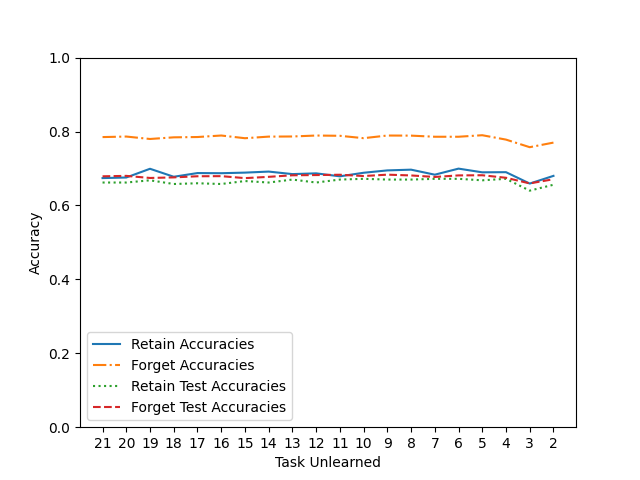 1.0
0.8
0.6
0.4
0.2
0.0
Accuracy
Retain Accuracies
Forget Accuracies
Retain Test Accuracies
Forget Test Accuracies
21 20 19 18 17 16 15 14 13 12 11 10 9 8 7 6 5 4 3 2
Task Unlearned